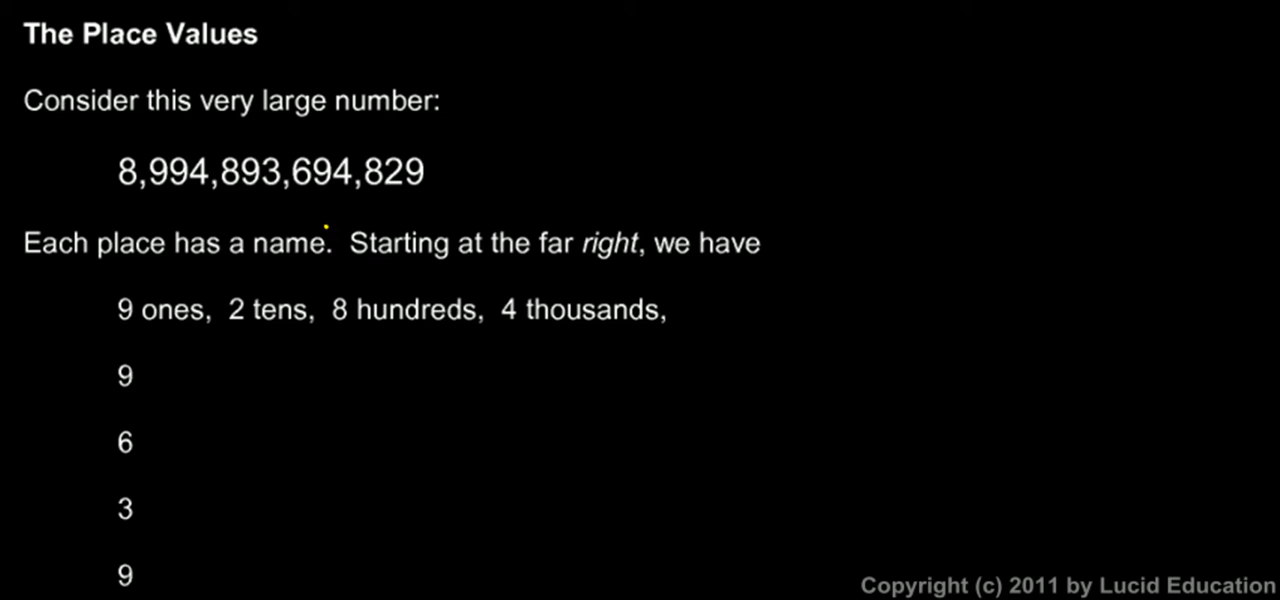 The Place Values
Consider this very large number:
8,994,893,694,829
Each place has a name.  Starting at the far right, we have
9 ones,  2 tens,  8 hundreds,  4 thousands,
9
6
3
9
Copyright (c) 2011 by Lucid Education